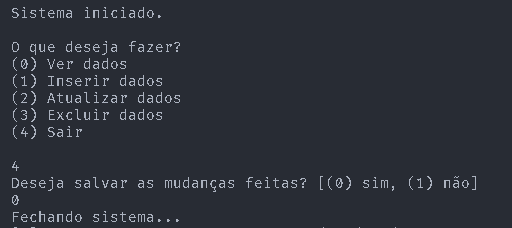 Sistema iniciado.
O que deseja fazer?
(0) Ver dados
(1) Inserir dados
(2) Atualizar dados
(3) Excluir dados
(4) Sair
4
Deseja salvar as mudanças feitas? [(0) sim, (1) não]
0
Fechando sistema...